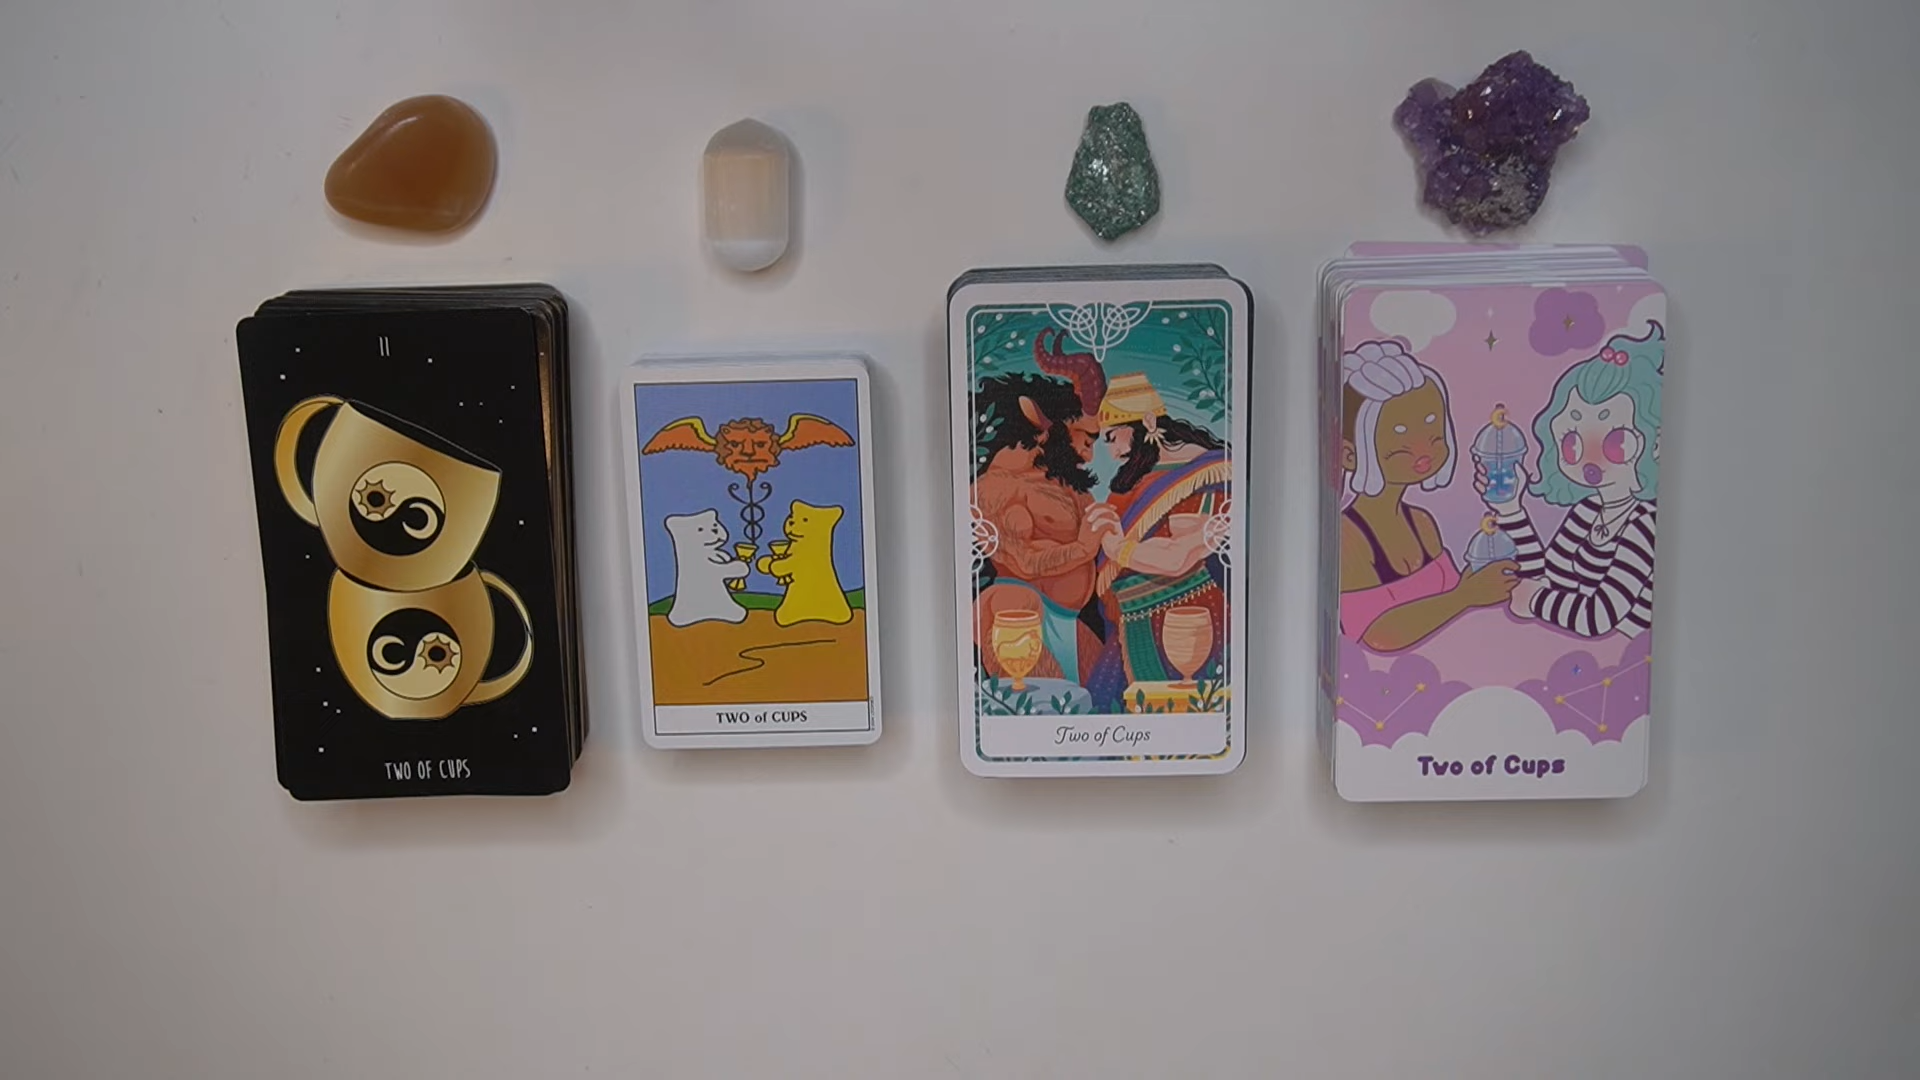 II
TWO OF CUPS
TWO of CUPS
Two of Cups
Two of Cups